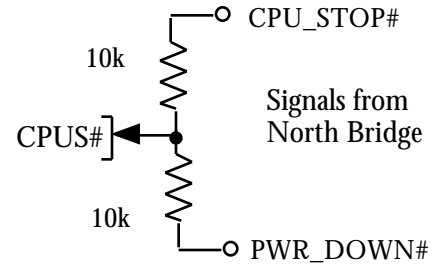 CPU_STOP#
10k
Signals from
North Bridge
CPUS#
10k
PWR_DOWN#